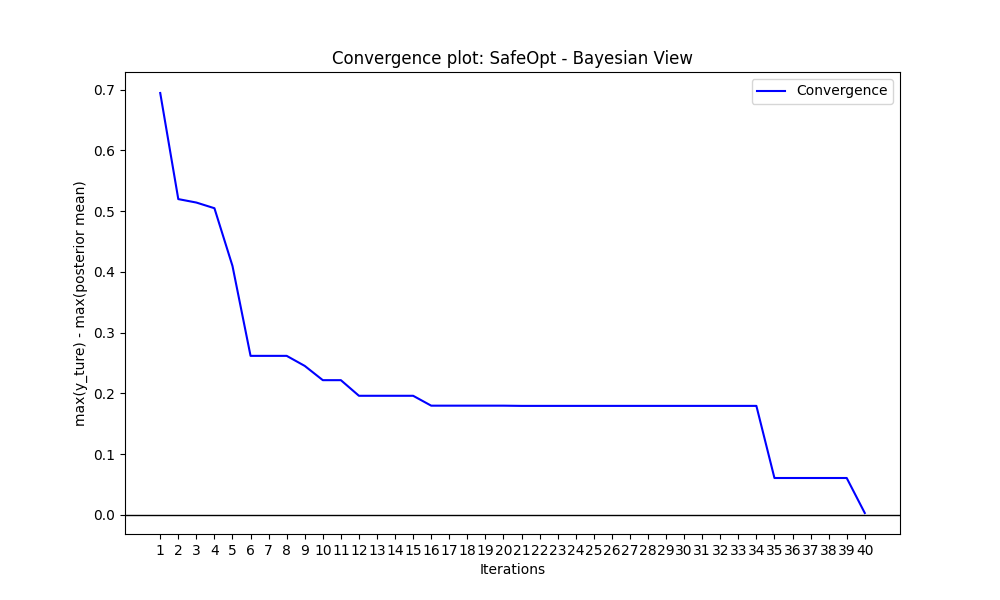 Convergence plot: SafeOpt - Bayesian View
Convergence
max(y_ture) - max(posterior mean)
0.7
0.6
0.5
0.4
0.3
0.2
0.1
0.0
1 2 3 4 5 6 7 8 9 10 11 12 13 14 15 16 17 18 19 20 21 22 23 24 25 26 27 28 29 30 31 32 33 34 35 36 37 38 39 40
Iterations